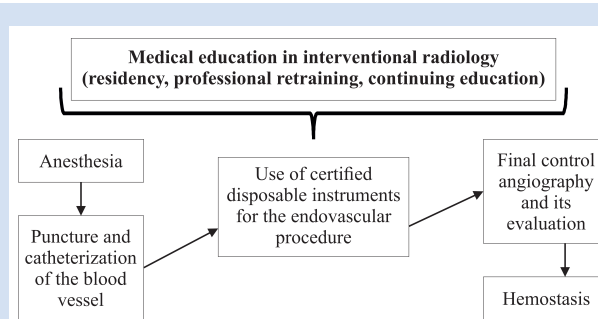 Medical education in interventional radiology
(residency, professional retraining, continuing education)
Anesthesia
Puncture and
catheterization
of the blood
vessel
Use of certified
disposable instruments
for the endovascular
procedure
Final control
angiography
and its
evaluation
Hemostasis